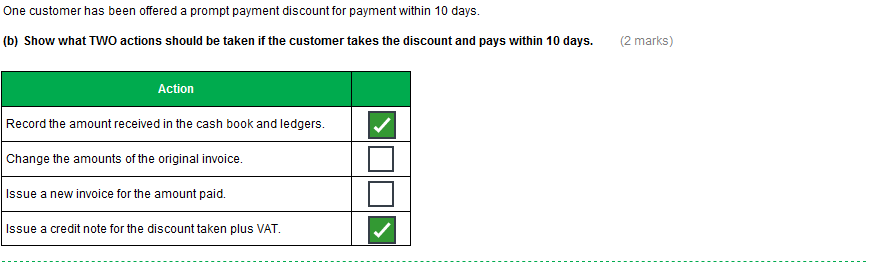 One customer has been offered a prompt payment discount for payment within 10 days.
(b) Show what TWO actions should be taken if the customer takes the discount and pays within 10 days. (2 marks)
Action
Record the amount received in the cash book and ledgers.
Change the amounts of the original invoice.
Issue a new invoice for the amount paid.
Issue a credit note for the discount taken plus VAT.